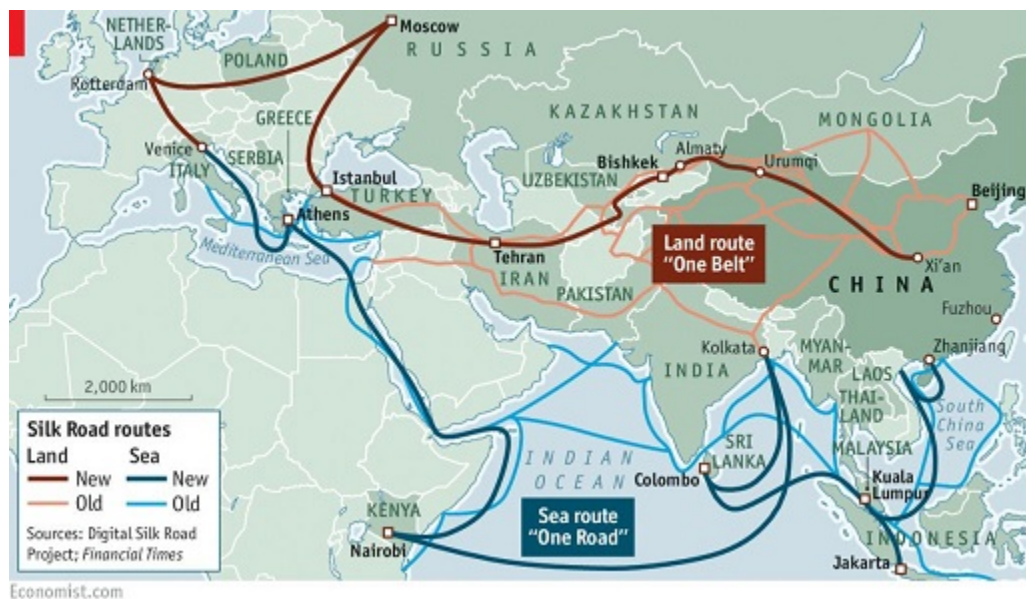 NETHER-
LANDS
Moscow
RUSSIA
POLAND
Rotterdam
GREECE
KAZAKHSTAN
MONGOLIA
Venice
SERBIA
ITALY
Almaty
Bishkek
Urumqi
Istanbul
UZBEKISTAN
TURKEY
Beijing
Athens
Mediterranean Sea
Tehran
Land route
"One Belt"
Xi'an
IRAN
CHINA
PAKISTAN
Fuzhou
Kolkata
MYAN-
MAR
Zhanjiang
INDIA
LAOS
2,000 km
THAI-
LAND
South
China
Sea
Silk Road routes
Land
Sea
New
New
Old
Old
Sources: Digital Silk Road
Project; Financial Times
INDIAN
OCEAN
SRI
LANKA
MALAYSIA
Colombo
Kuala
Lumpur
KENYA
Sea route
"One Road"
Nairobi
INDONESIA
Jakarta
Economist.com